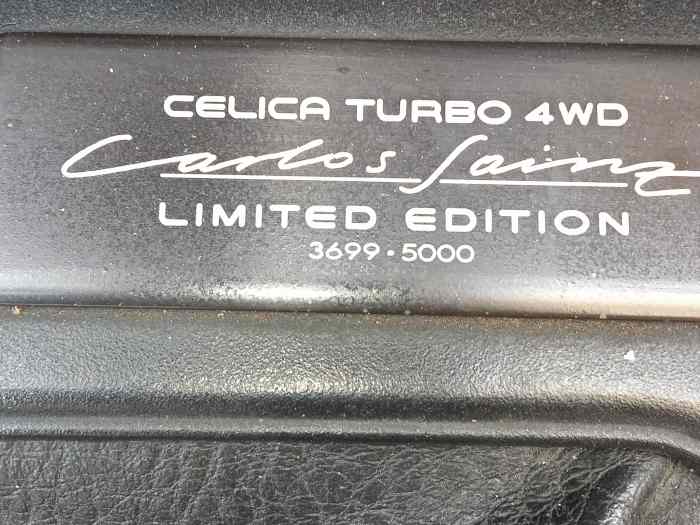 CELICA TURBO 4WD
Carlos Sainz
LIMITED EDITION
3699·5000